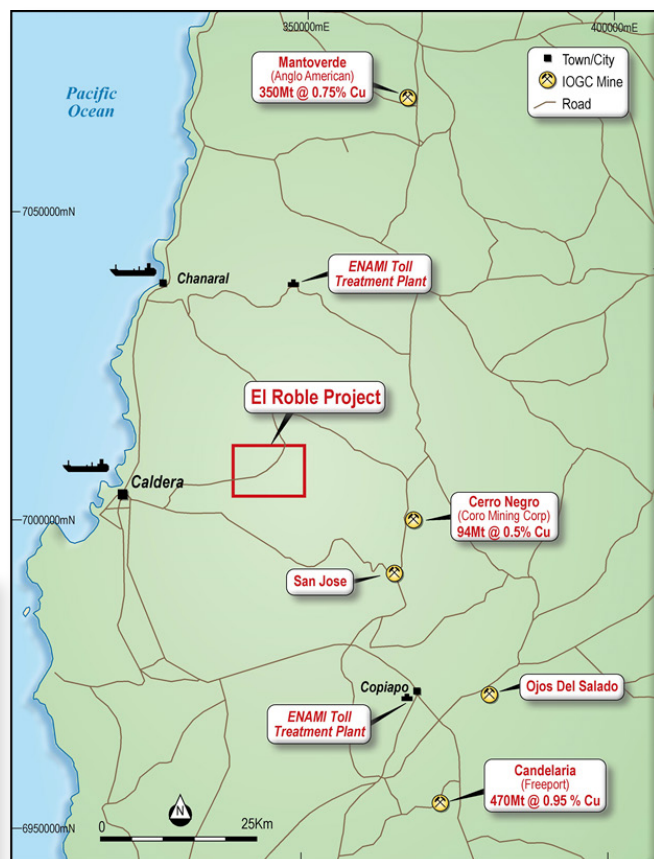 350000mE
400000mE
Mantoverde
(Anglo American)
350Mt @ 0.75% Cu
Town/City
IOGC Mine
Road
Pacific
Ocean
7050000mN
Chanaral
ENAMI Toll
Treatment Plant
El Roble Project
Caldera
7000000mN
Cerro Negro
(Coro Mining Corp)
94Mt @ 0.5% Cu
San Jose
Copiapo
Ojos Del Salado
ENAMI Toll
Treatment Plant
Candelaria
(Freeport)
470Mt @ 0.95 % Cu
N
6950000mN
0
25Km